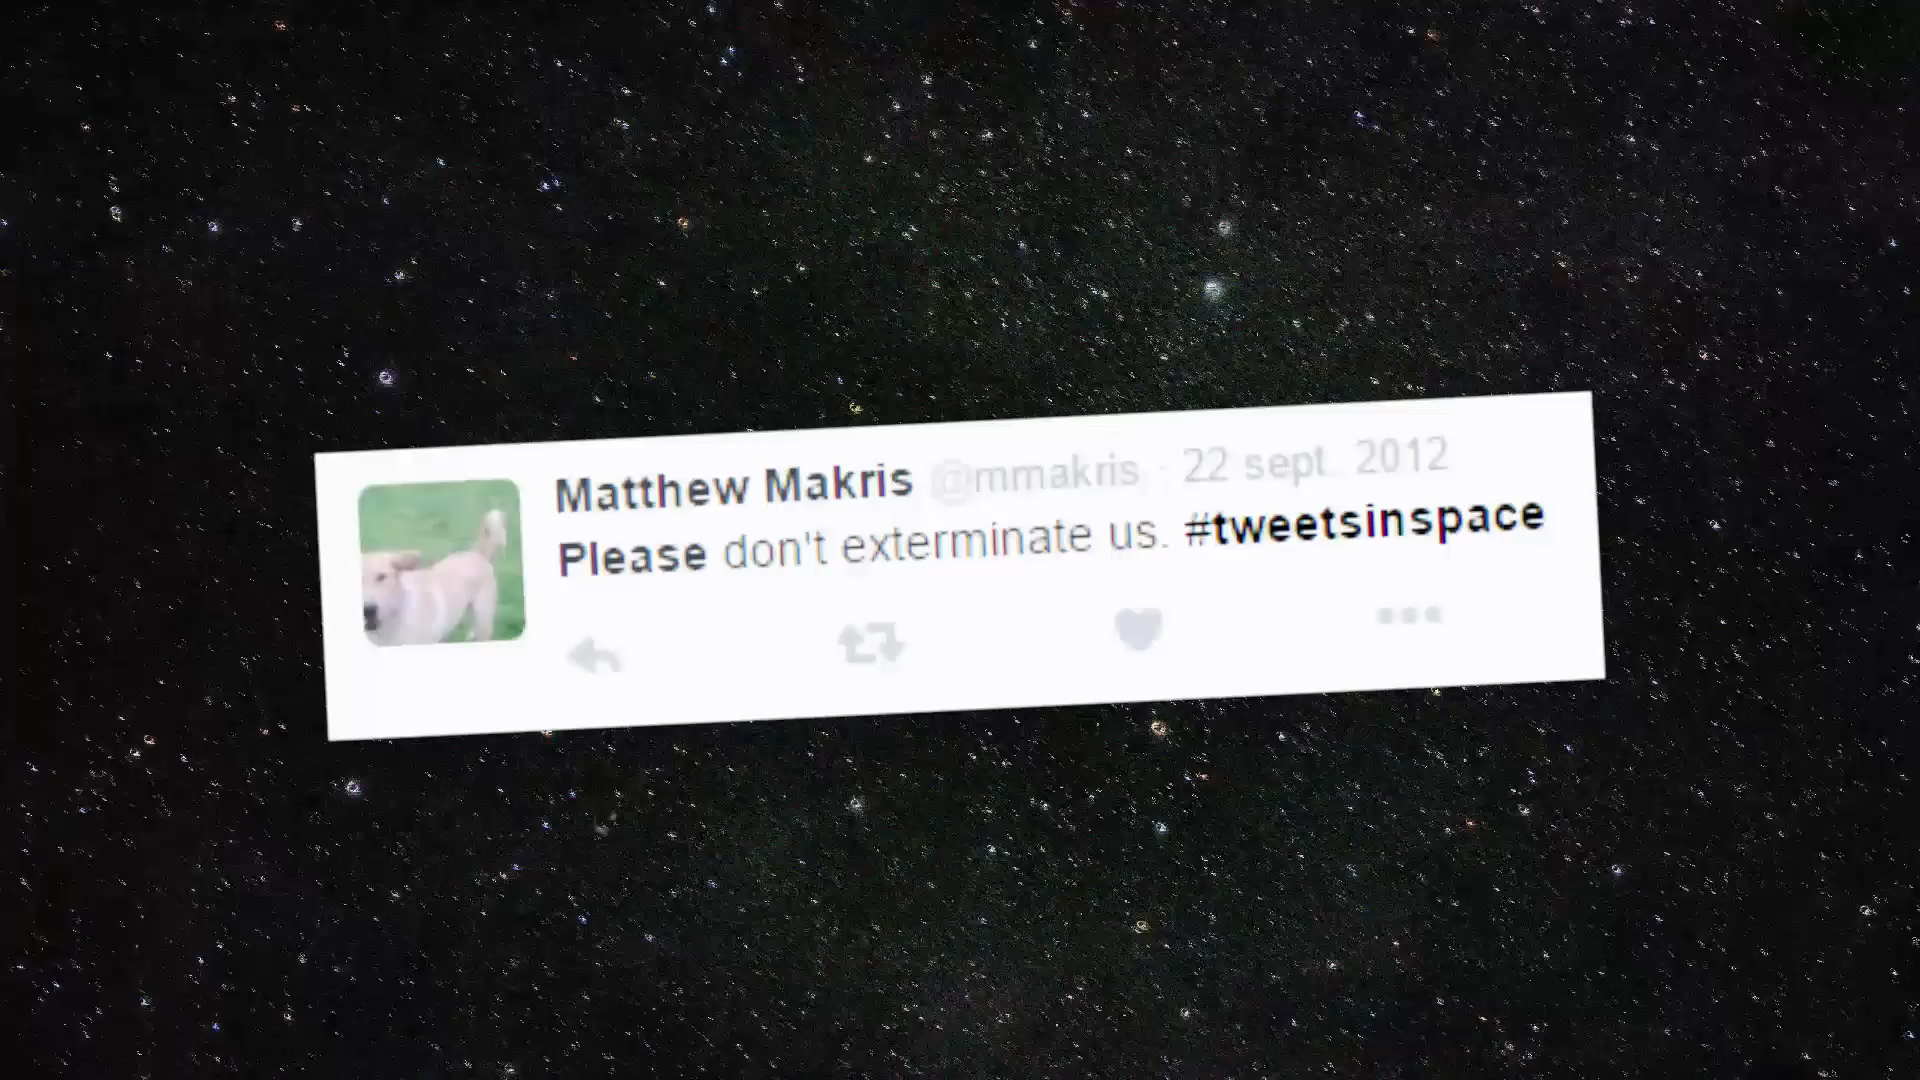 Matthew Makris @mmakris · 22 sept. 2012
Please don't exterminate us. #tweetsinspace